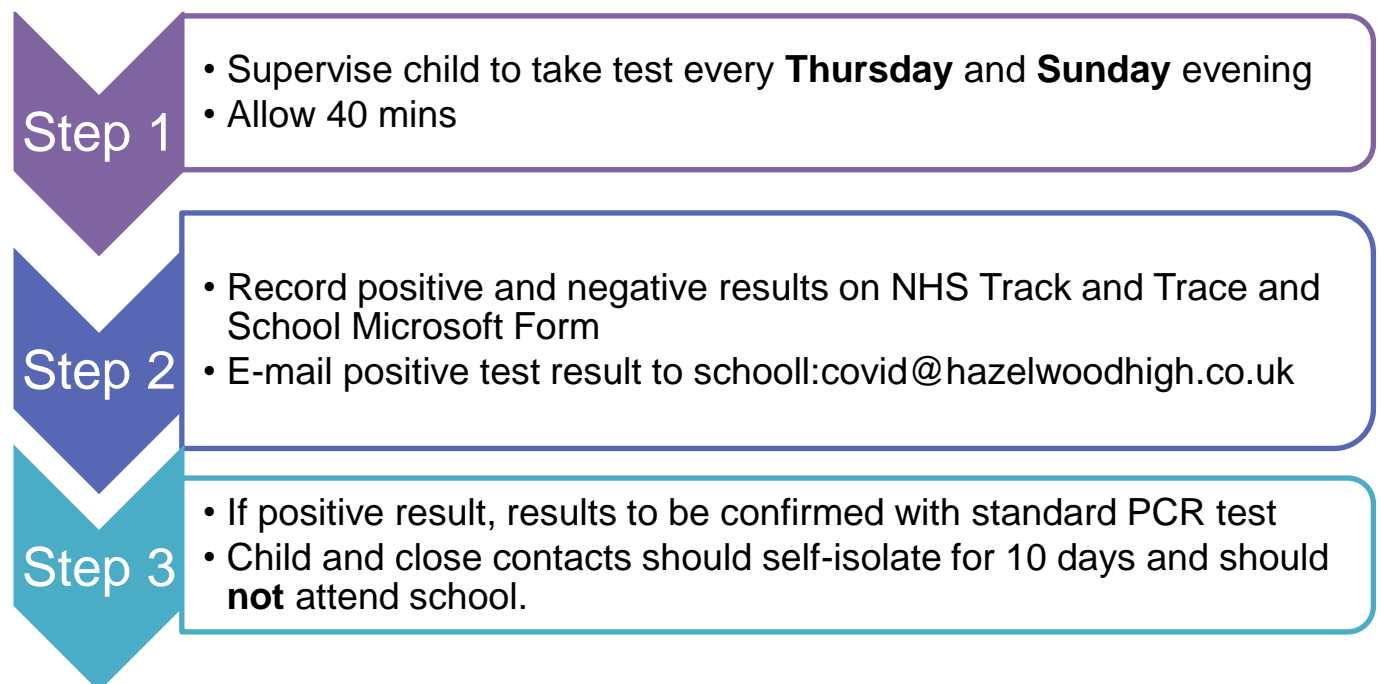 Step 1
• Supervise child to take test every Thursday and Sunday evening
• Allow 40 mins
Step 2
• Record positive and negative results on NHS Track and Trace and
School Microsoft Form
• E-mail positive test result to schooll:covid@hazelwoodhigh.co.uk
Step 3
• If positive result, results to be confirmed with standard PCR test
• Child and close contacts should self-isolate for 10 days and should
not attend school.